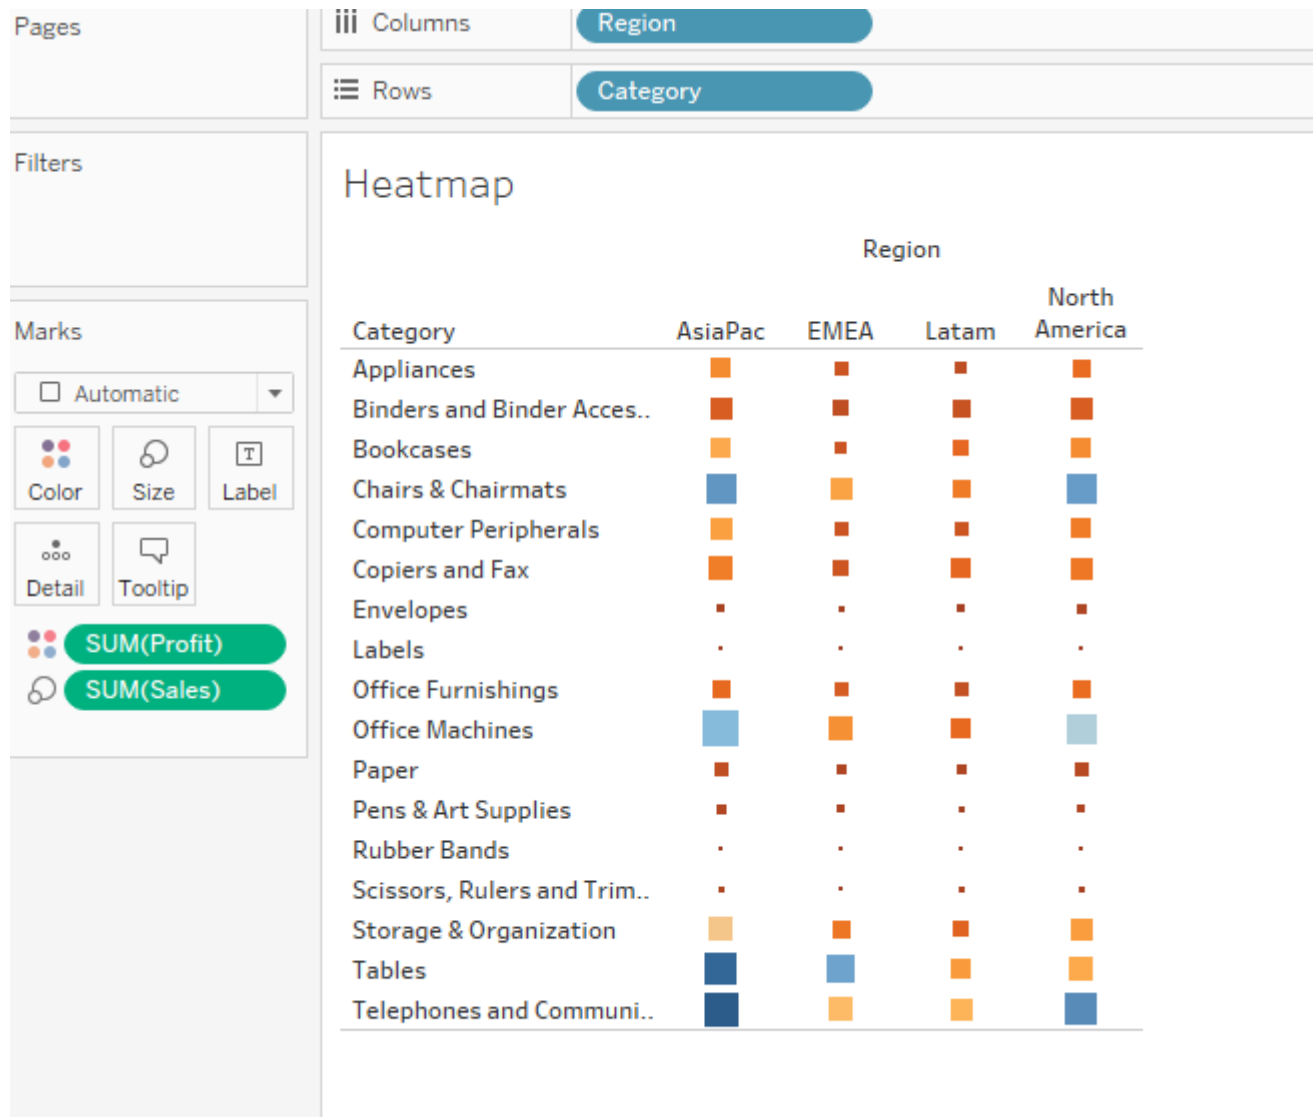 Pages
Columns
Region
Rows
Category
Filters
Heatmap
Region
Category
AsiaPac
EMEA
Latam
North
America
Appliances
Binders and Binder Acces..
Bookcases
Chairs & Chairmats
Computer Peripherals
Copiers and Fax
Envelopes
Labels
Office Furnishings
Office Machines
Paper
Pens & Art Supplies
Rubber Bands
Scissors, Rulers and Trim..
Storage & Organization
Tables
Telephones and Communi..
Marks
Automatic
Color
Size
T
Label
Detail
Tooltip
SUM(Profit)
SUM(Sales)